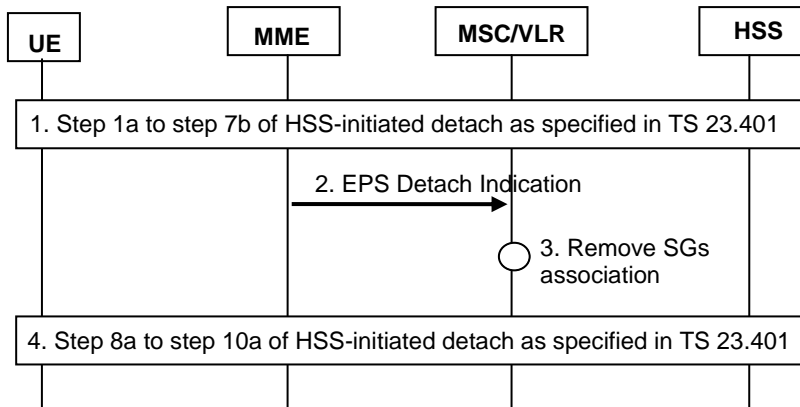 UE
MME
MSC/VLR
HSS
1. Step 1a to step 7b of HSS-initiated detach as specified in TS 23.401
2. EPS Detach Indication
3. Remove SGs
association
4. Step 8a to step 10a of HSS-initiated detach as specified in TS 23.401